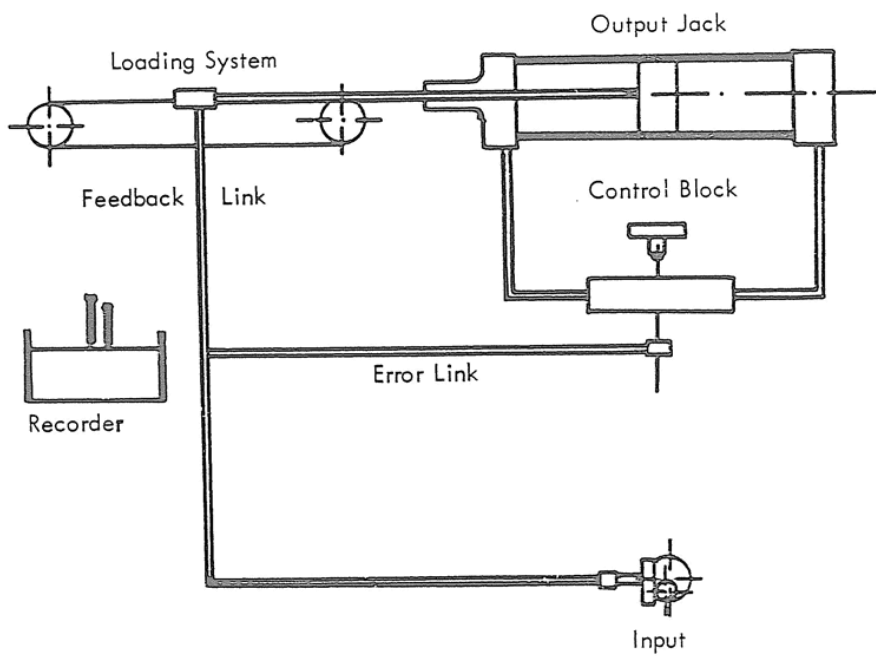 Output Jack
Loading System
Control Block
Feedback Link
Error Link
Recorder
Input